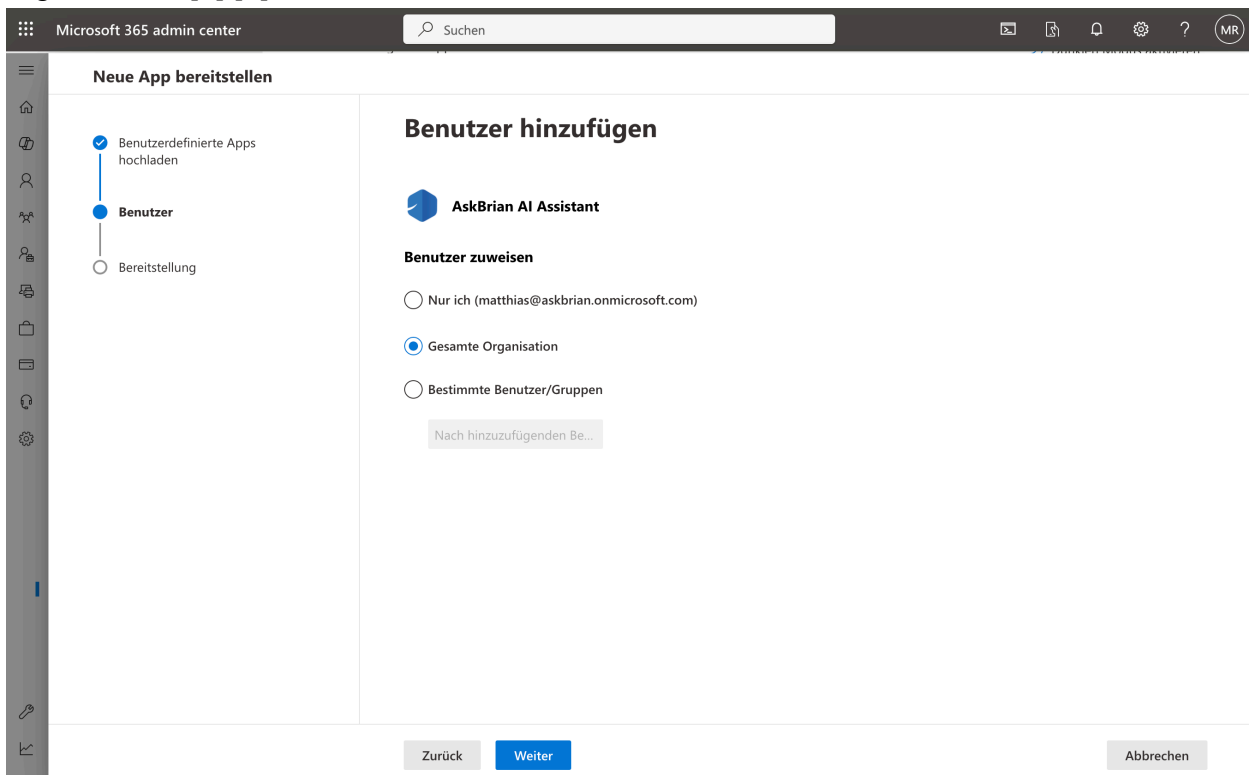 Microsoft 365 admin center
Suchen
MR
Neue App bereitstellen
Benutzerdefinierte Apps
hochladen
Benutzer
Bereitstellung
Benutzer hinzufügen
AskBrian AI Assistant
Benutzer zuweisen
Nur ich (matthias@askbrian.onmicrosoft.com)
Gesamte Organisation
Bestimmte Benutzer/Gruppen
Nach hinzuzufügenden Be...
Zurück
Weiter
Abbrechen